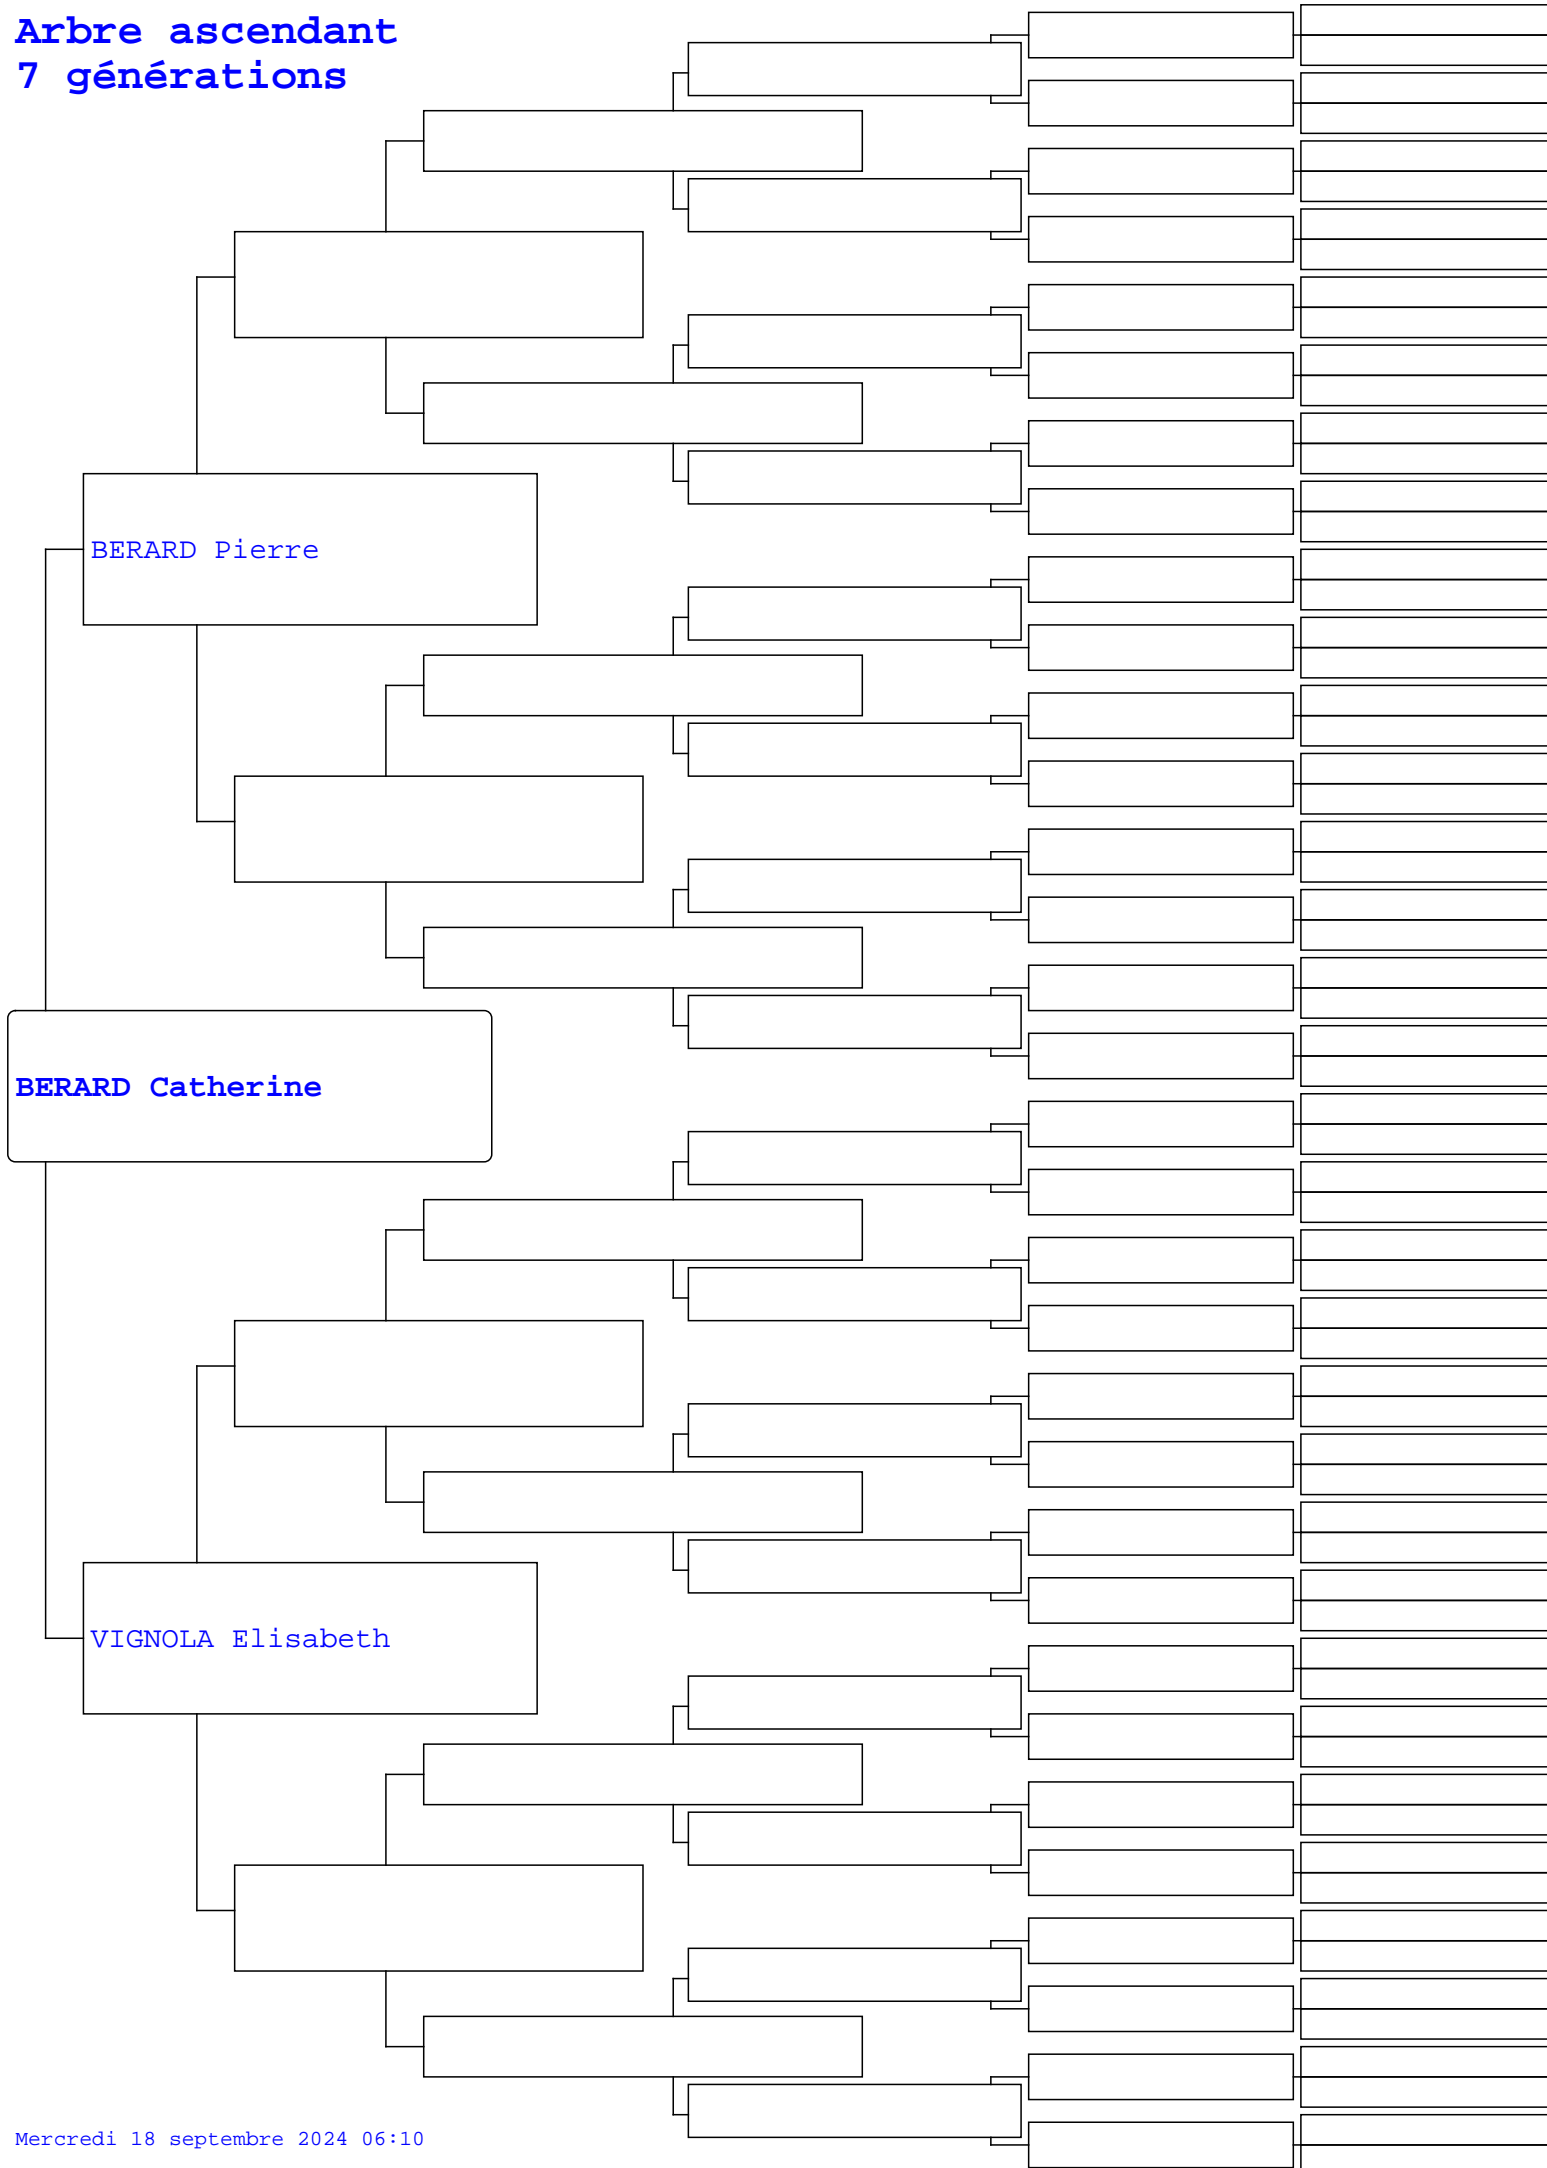 Arbre ascendant
7 générations
BERARD Pierre
BERARD Catherine
VIGNOLA Elisabeth
Mercredi 18 septembre 2024 06:10